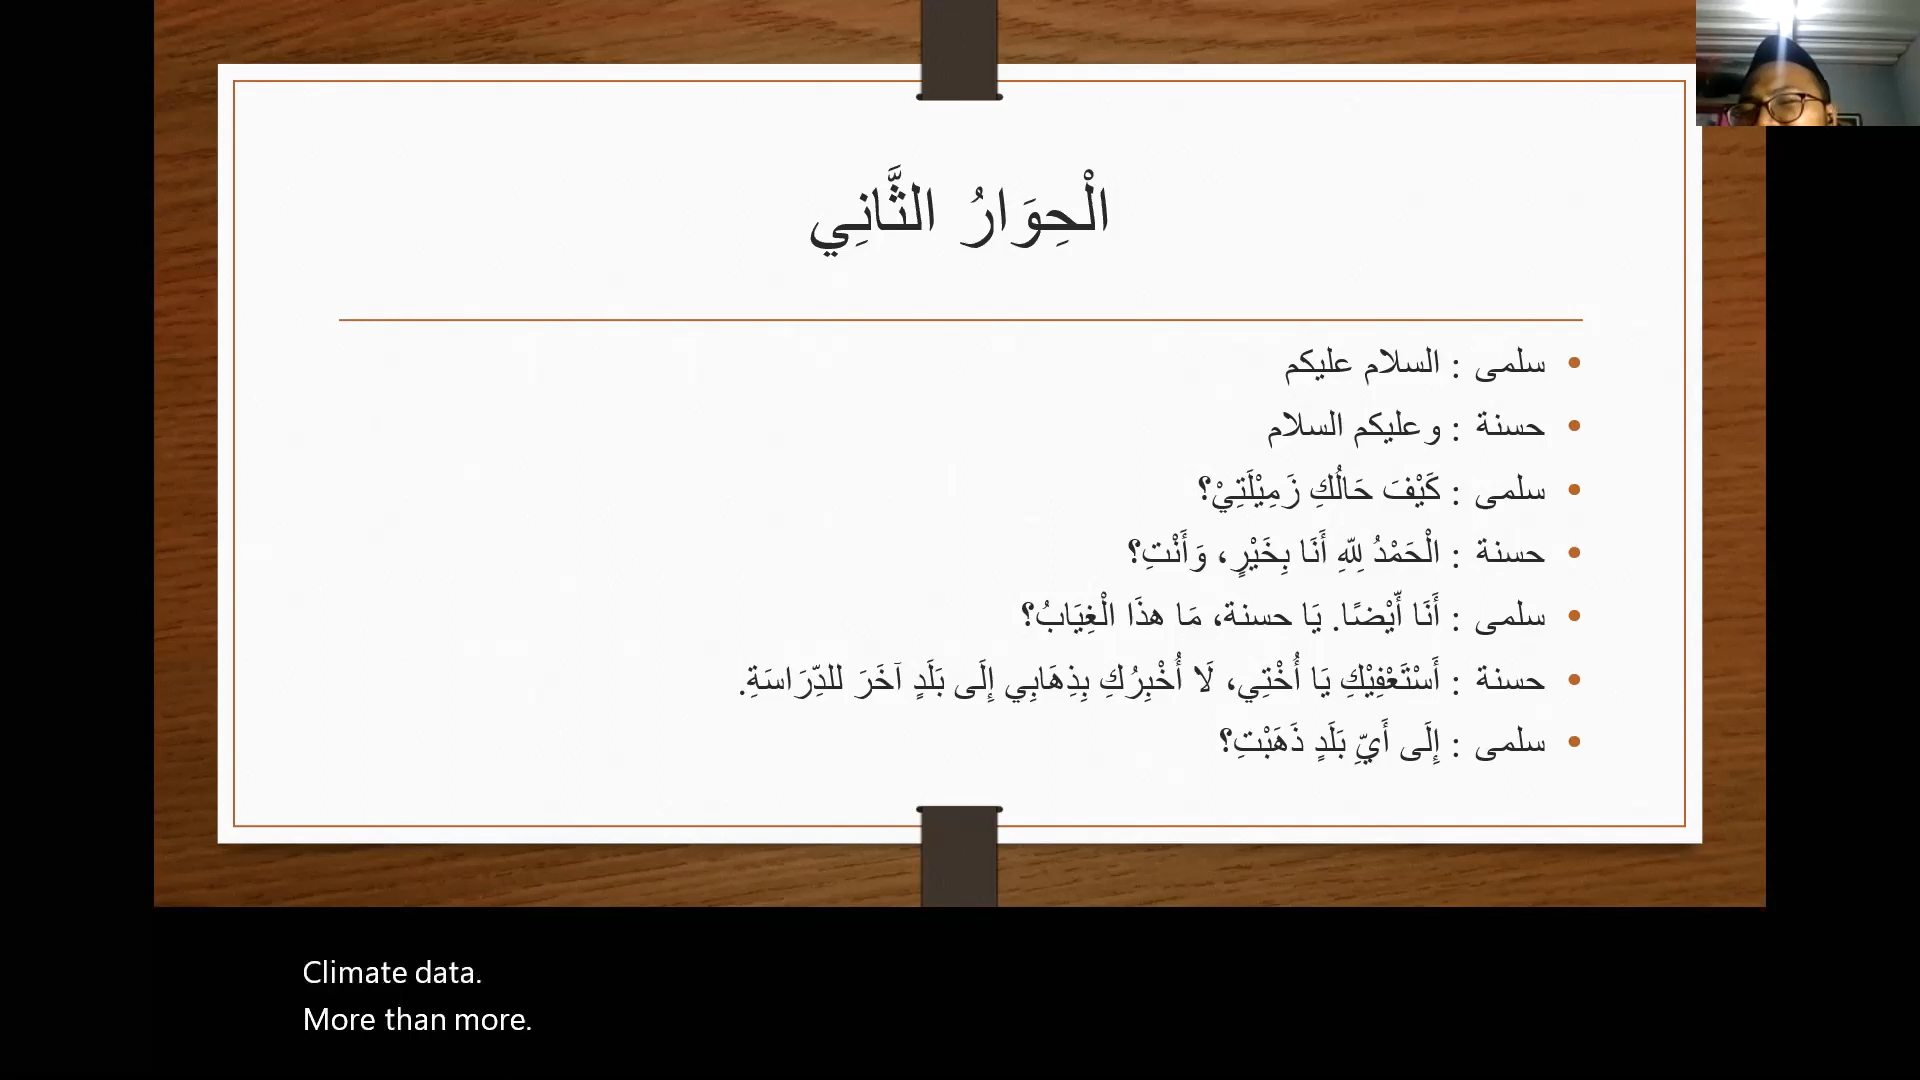 الْحِوَارُ الثَّانِي
• سلمى : السلام عليكم
• حسنة : وعليكم السلام
• سلمى : كَيْفَ حَالُكِ زَمِيْلَتِيْ؟
• حسنة : الْحَمْدُ لِلّهِ أَنَا بِخَيْرٍ، وَأَنْتِ؟
• سلمى : أَنَا أَيْضًا. يَا حسنة، مَا هذَا الْغِيَابُ؟
• حسنة : أَسْتَعْفِيْكِ يَا أُخْتِي، لَا أُخْبِرُكِ بِذِهَابِي إِلَى بَلَدٍ آخَرَ للدِّرَاسَةِ.
• سلمى : إِلَى أَيِّ بَلَدٍ ذَهَبْتِ؟
Climate data.
More than more.